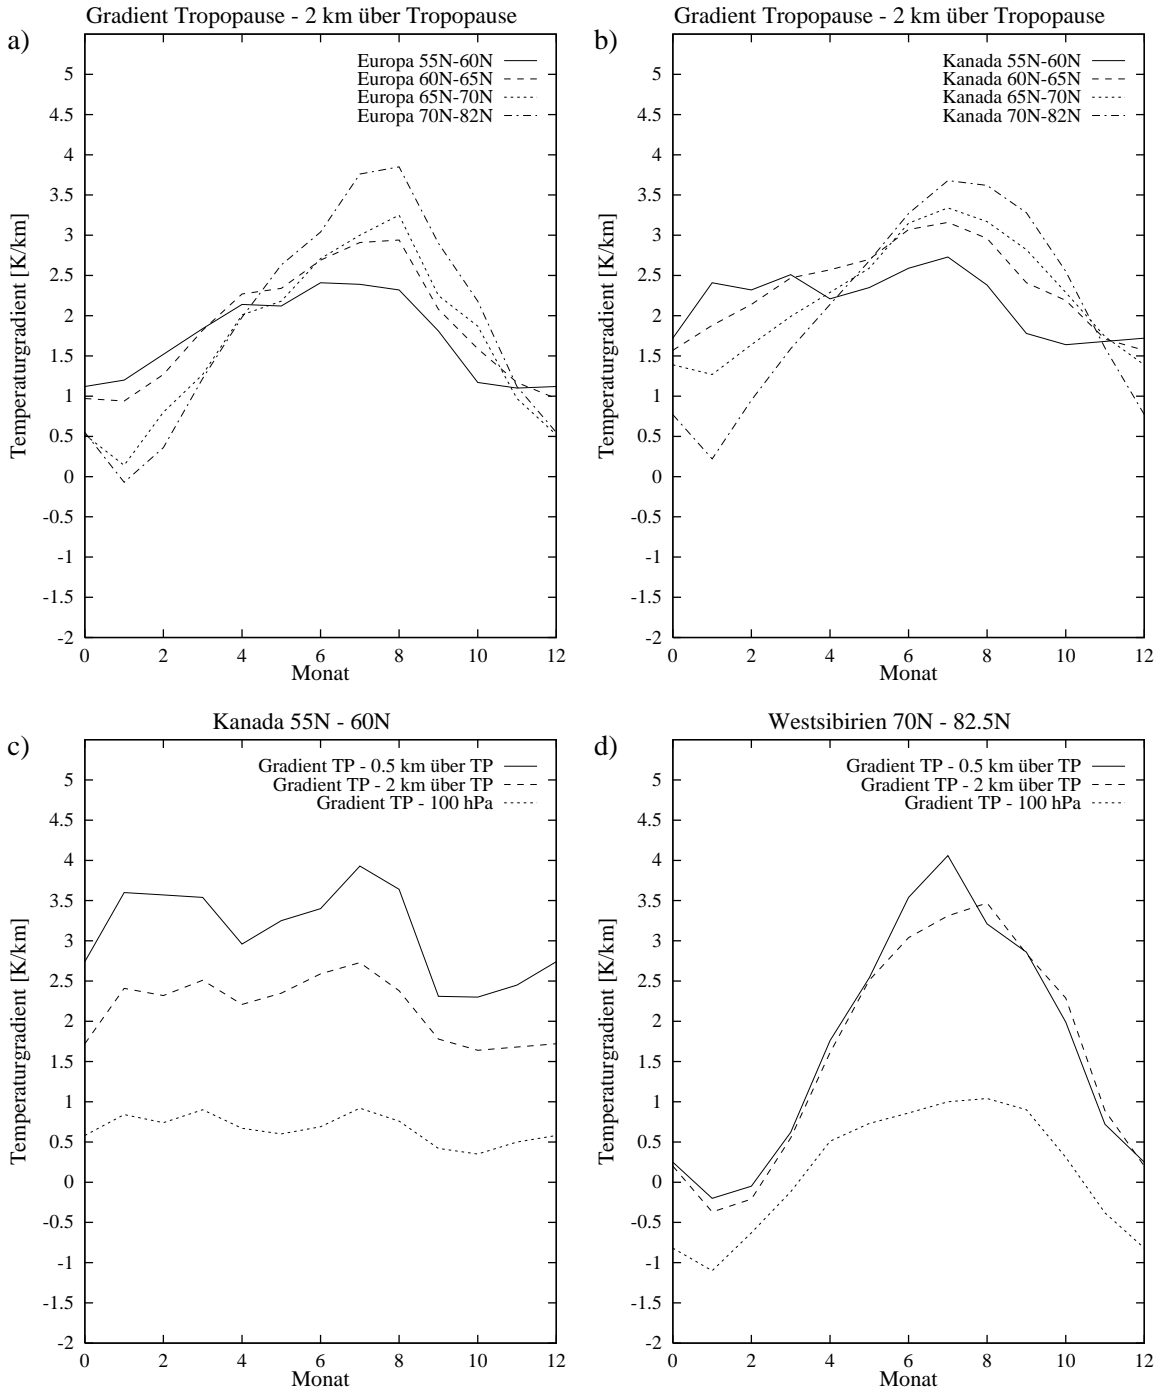 Gradient Tropopause - 2 km über Tropopause
a)
Europa 55N-60N
Europa 60N-65N
Europa 65N-70N
Europa 70N-82N
Temperaturgradient [K/km]
5
4.5
4
3.5
3
2.5
2
1.5
1
0.5
0
-0.5
-1
-1.5
-2
0 2 4 6 8 10 12
Monat
Gradient Tropopause - 2 km über Tropopause
b)
Kanada 55N-60N
Kanada 60N-65N
Kanada 65N-70N
Kanada 70N-82N
Temperaturgradient [K/km]
5
4.5
4
3.5
3
2.5
2
1.5
1
0.5
0
-0.5
-1
-1.5
-2
0 2 4 6 8 10 12
Monat
Kanada 55N - 60N
c)
Gradient TP - 0.5 km über TP
Gradient TP - 2 km über TP
Gradient TP - 100 hPa
Temperaturgradient [K/km]
5
4.5
4
3.5
3
2.5
2
1.5
1
0.5
0
-0.5
-1
-1.5
-2
0 2 4 6 8 10 12
Monat
Westsibirien 70N - 82.5N
d)
Gradient TP - 0.5 km über TP
Gradient TP - 2 km über TP
Gradient TP - 100 hPa
Temperaturgradient [K/km]
5
4.5
4
3.5
3
2.5
2
1.5
1
0.5
0
-0.5
-1
-1.5
-2
0 2 4 6 8 10 12
Monat